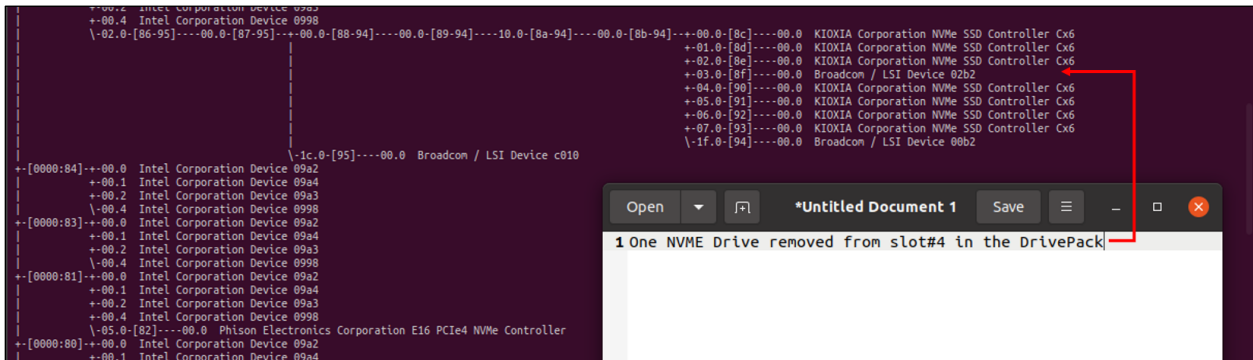 +-00.2  Intel Corporation Device 09a3
|           +-00.4  Intel Corporation Device 0998
|           \-02.0-[86-95]----00.0-[87-95]--+-00.0-[88-94]----00.0-[89-94]----10.0-[8a-94]----00.0-[8b-94]--+-00.0-[8c]----00.0  KIOXIA Corporation NVMe SSD Controller Cx6
|                                           |                                                               +-01.0-[8d]----00.0  KIOXIA Corporation NVMe SSD Controller Cx6
|                                           |                                                               +-02.0-[8e]----00.0  KIOXIA Corporation NVMe SSD Controller Cx6
|                                           |                                                               +-03.0-[8f]----00.0  Broadcom / LSI Device 02b2
|                                           |                                                               +-04.0-[90]----00.0  KIOXIA Corporation NVMe SSD Controller Cx6
|                                           |                                                               +-05.0-[91]----00.0  KIOXIA Corporation NVMe SSD Controller Cx6
|                                           |                                                               +-06.0-[92]----00.0  KIOXIA Corporation NVMe SSD Controller Cx6
|                                           |                                                               +-07.0-[93]----00.0  KIOXIA Corporation NVMe SSD Controller Cx6
|                                           |                                                               \-1f.0-[94]----00.0  Broadcom / LSI Device 00b2
|                                           \-1c.0-[95]----00.0  Broadcom / LSI Device c010
+-[0000:84]-+-00.0  Intel Corporation Device 09a2
|           +-00.1  Intel Corporation Device 09a4
|           +-00.2  Intel Corporation Device 09a3
|           \-00.4  Intel Corporation Device 0998
+-[0000:83]-+-00.0  Intel Corporation Device 09a2
|           +-00.1  Intel Corporation Device 09a4
|           +-00.2  Intel Corporation Device 09a3
|           \-00.4  Intel Corporation Device 0998
+-[0000:81]-+-00.0  Intel Corporation Device 09a2
|           +-00.1  Intel Corporation Device 09a4
|           +-00.2  Intel Corporation Device 09a3
|           +-00.4  Intel Corporation Device 0998
|           \-05.0-[82]----00.0  Phison Electronics Corporation E16 PCIe4 NVMe Controller
+-[0000:80]-+-00.0  Intel Corporation Device 09a2
|           +-00.1  Intel Corporation Device 09a4
Open *Untitled Document 1 Save
1 One NVME Drive removed from slot#4 in the DrivePack